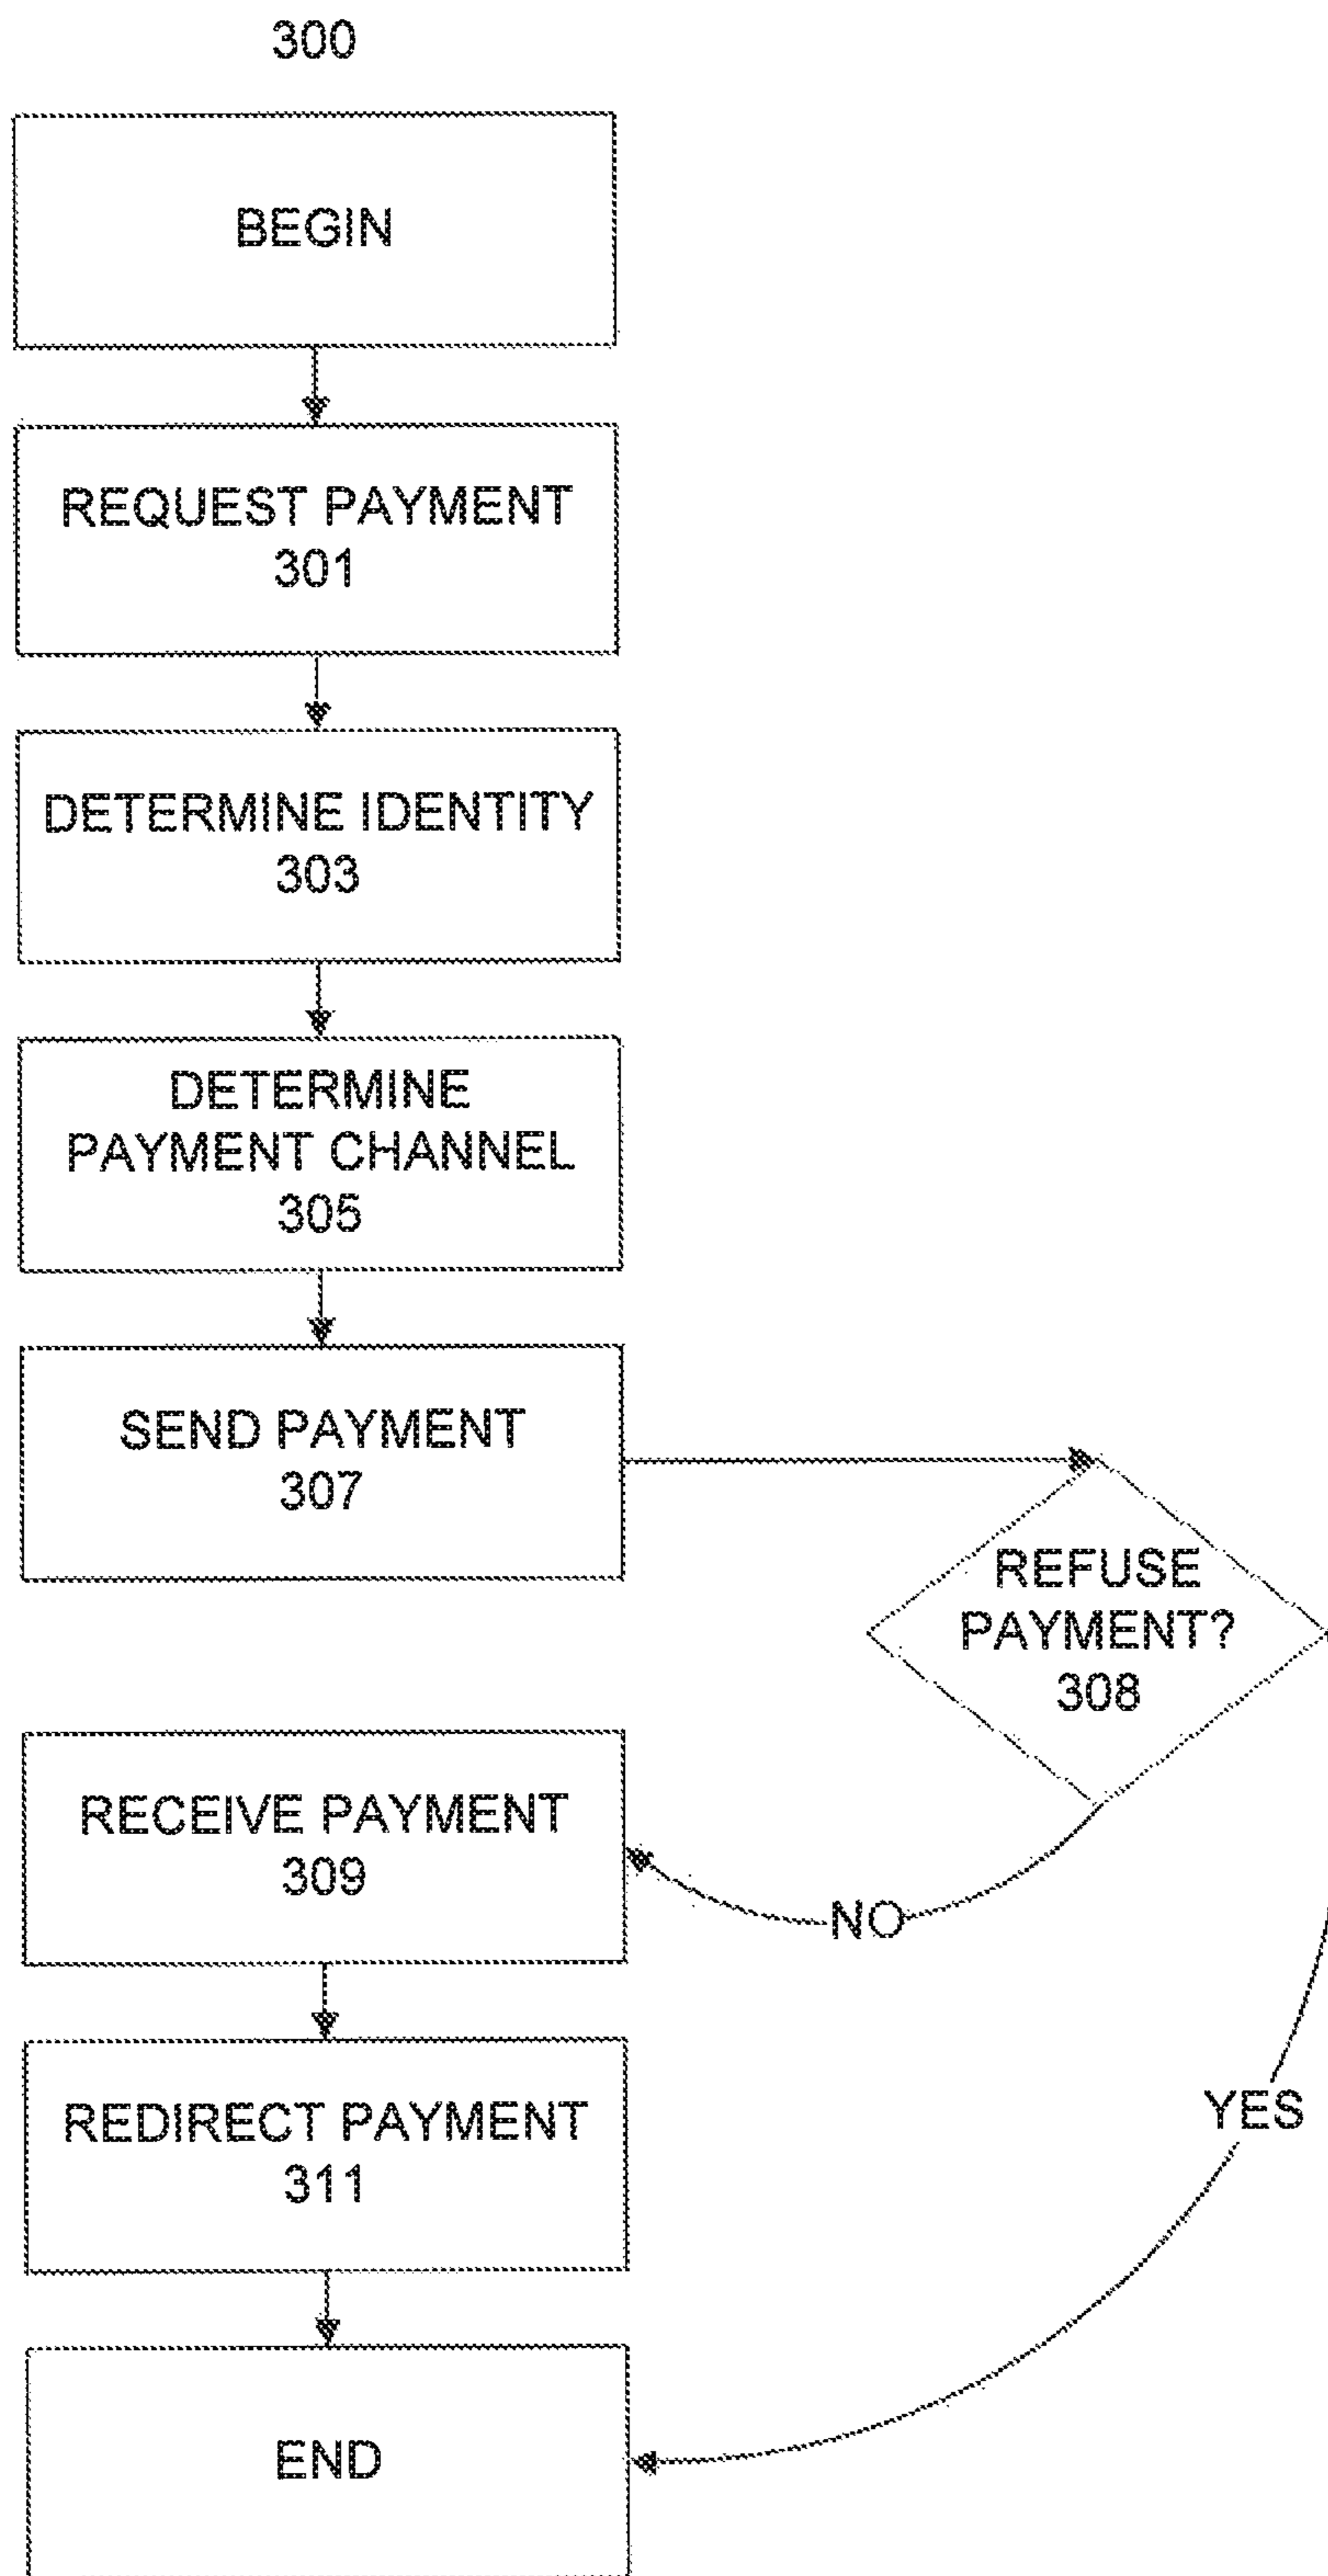 300
BEGIN
REQUEST PAYMENT
301
DETERMINE IDENTITY
303
DETERMINE
PAYMENT CHANNEL
305
SEND PAYMENT
307
REFUSE
PAYMENT?
308
RECEIVE PAYMENT
309
NO
REDIRECT PAYMENT
311
YES
END